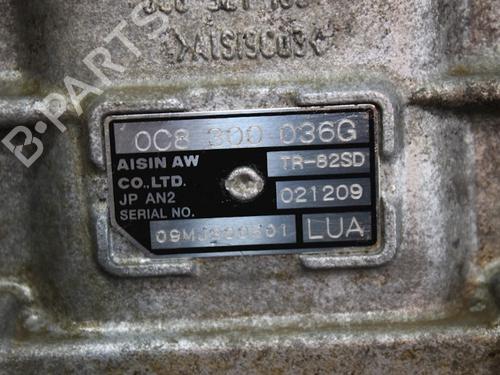 0C8 300 036G
AISIN AW
CO.,LTD.
JP AN2
SERIAL NO.
TR-82SD
021209
LUA
B-PARTS